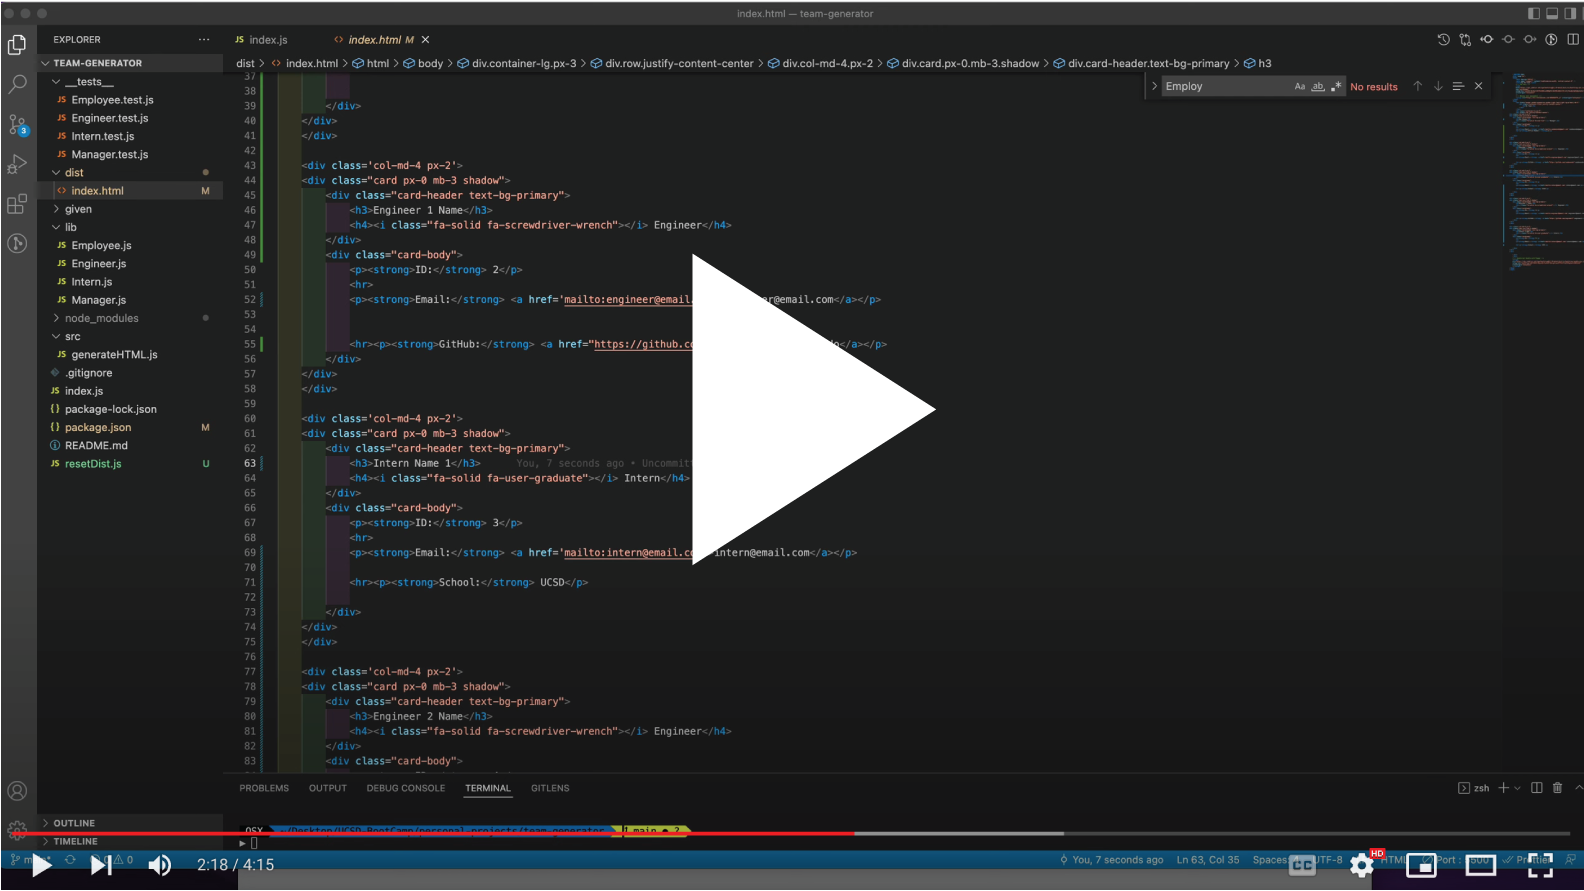 index.html — team-generator
EXPLORER
index.js
index.html M
TEAM-GENERATOR
dist > index.html > html > body > div.container-lg.px-3 > div.row.justify-content-center > div.col-md-4.px-2 > div.card.px-0.mb-3.shadow > div.card-header.text-bg-primary > h3
Employ
Aa
ab
No results
__tests__
JS Employee.test.js
JS Engineer.test.js
JS Intern.test.js
JS Manager.test.js
dist
index.html M
given
lib
JS Employee.js
JS Engineer.js
JS Intern.js
JS Manager.js
node_modules
src
JS generateHTML.js
.gitignore
JS index.js
{} package-lock.json
{} package.json M
README.md
JS resetDist.js U
3
37
38
39 </div>
40 </div>
41 </div>
42
43 <div class='col-md-4 px-2'>
44 <div class="card px-0 mb-3 shadow">
45 <div class="card-header text-bg-primary">
46 <h3>Engineer 1 Name</h3>
47 <h4><i class="fa-solid fa-screwdriver-wrench"></i> Engineer</h4>
48 </div>
49 <div class="card-body">
50 <p><strong>ID:</strong> 2</p>
51 <hr>
52 <p><strong>Email:</strong> <a href='mailto:engineer@email. r@email.com</a></p>
53
54
55 <hr><p><strong>GitHub:</strong> <a href="https://github.co </a></p>
56 </div>
57 </div>
58 </div>
59
60 <div class='col-md-4 px-2'>
61 <div class="card px-0 mb-3 shadow">
62 <div class="card-header text-bg-primary">
63 <h3>Intern Name 1</h3> You, 7 seconds ago • Uncommitt
64 <h4><i class="fa-solid fa-user-graduate"></i> Intern</h4>
65 </div>
66 <div class="card-body">
67 <p><strong>ID:</strong> 3</p>
68 <hr>
69 <p><strong>Email:</strong> <a href='mailto:intern@email.co intern@email.com</a></p>
70
71 <hr><p><strong>School:</strong> UCSD</p>
72
73 </div>
74 </div>
75 </div>
76
77 <div class='col-md-4 px-2'>
78 <div class="card px-0 mb-3 shadow">
79 <div class="card-header text-bg-primary">
80 <h3>Engineer 2 Name</h3>
81 <h4><i class="fa-solid fa-screwdriver-wrench"></i> Engineer</h4>
82 </div>
83 <div class="card-body">
PROBLEMS OUTPUT DEBUG CONSOLE TERMINAL GITLENS
zsh
OUTLINE
TIMELINE
OSX ~/Desktop/UCSD-BootCamp/personal-projects/team-generator main ● ?
2:18 / 4:15
You, 7 seconds ago Ln 63, Col 35 Spaces UTF-8 HTML Port : 5500 Prettier
CC
HD